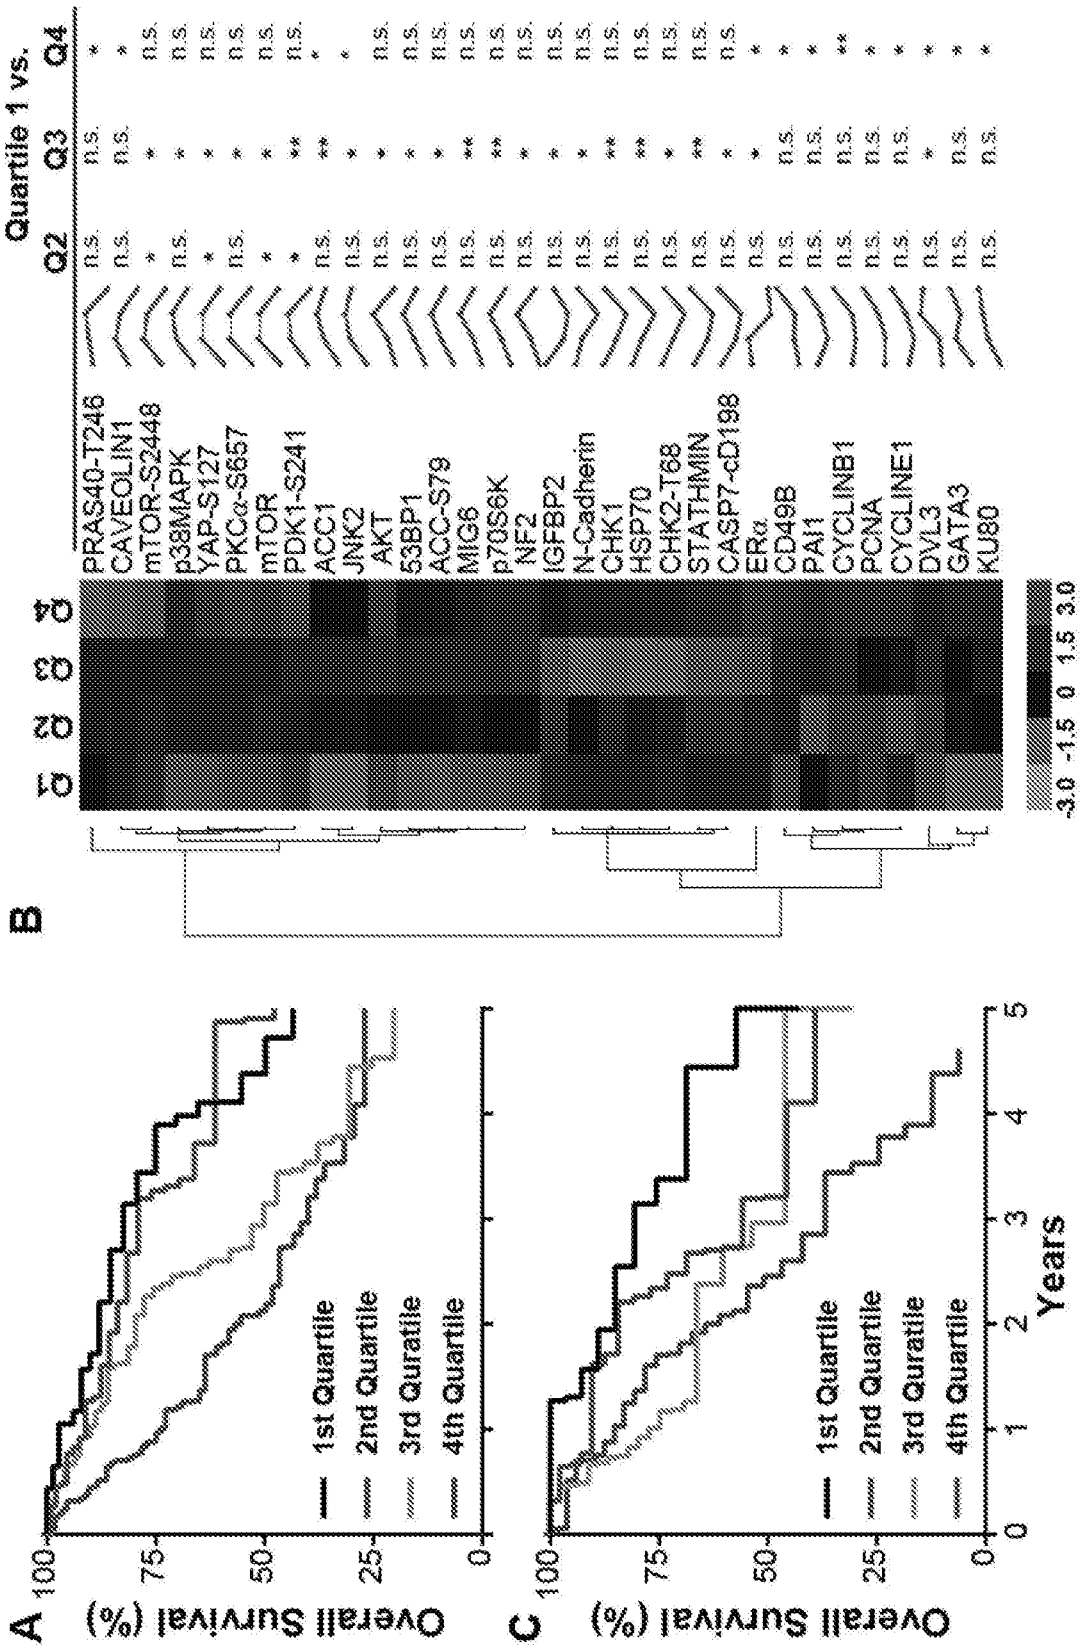 A
Overall Survival (%)
100
75
50
25
0
1st Quartile
2nd Quartile
3rd Quratile
4th Quartile
B
Q1 Q2 Q3 Q4
Quartile 1 vs.
Q2 Q3 Q4
PRAS40-T246 n.s. n.s. *
CAVEOLIN1 n.s. n.s. *
mTOR-S2448 * * n.s.
p38MAPK n.s. * n.s.
YAP-S127 * * n.s.
PKCα-S657 n.s. * n.s.
mTOR * * n.s.
PDK1-S241 * ** n.s.
ACC1 n.s. ** *
JNK2 n.s. * *
AKT n.s. * n.s.
53BP1 n.s. * n.s.
ACC-S79 n.s. * n.s.
MIG6 n.s. ** n.s.
p70S6K n.s. ** n.s.
NF2 n.s. * n.s.
IGFBP2 n.s. * n.s.
N-Cadherin n.s. * n.s.
CHK1 n.s. ** n.s.
HSP70 n.s. ** n.s.
CHK2-T68 n.s. * n.s.
STATHMIN n.s. ** n.s.
CASP7-cD198 n.s. * n.s.
ERα n.s. * *
CD49B n.s. n.s. *
PAI1 n.s. n.s. *
CYCLINB1 n.s. n.s. **
PCNA n.s. n.s. *
CYCLINE1 n.s. n.s. *
DVL3 n.s. * *
GATA3 n.s. n.s. *
KU80 n.s. n.s. *
-3.0 -1.5 0 1.5 3.0
C
Overall Survival (%)
100
75
50
25
0
1st Quartile
2nd Quartile
3rd Quratile
4th Quartile
0 1 2 3 4 5
Years